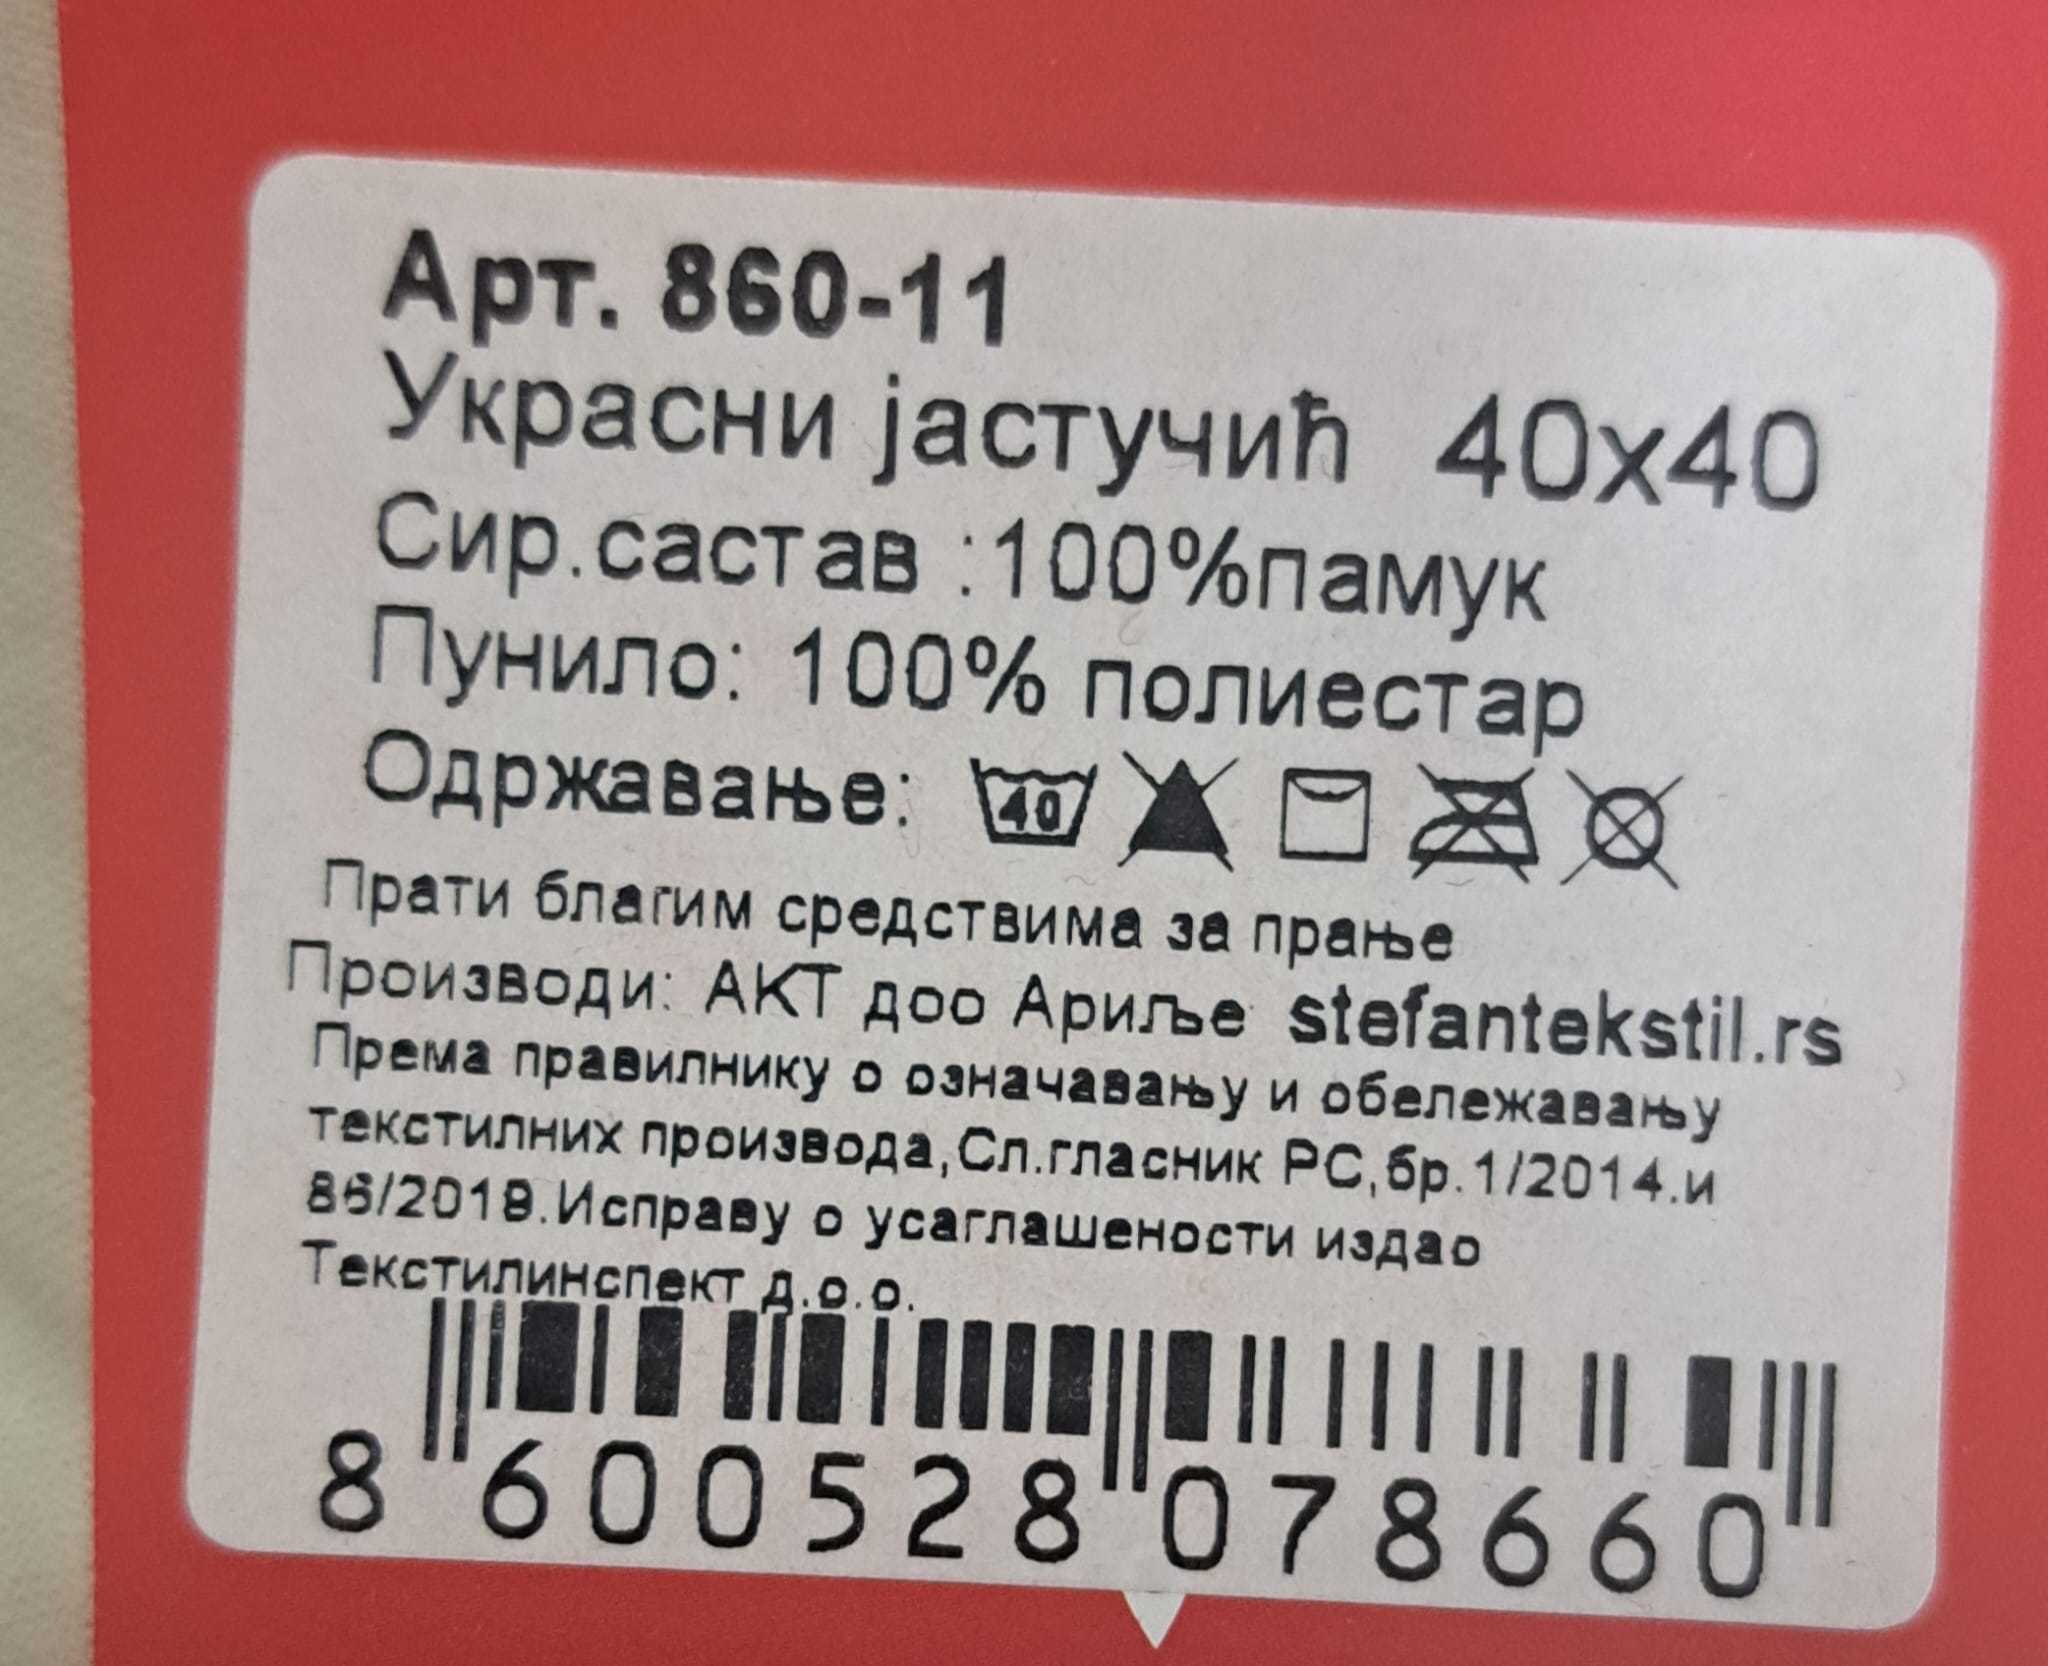 Арт. 860-11
Украсни јастучић 40x40
Сир.састав :100%памук
Пунило: 100% полиестар
Одржавање: 40
Прати благим средствима за прање
Производи: АКТ доо Ариље stefantekstil.rs
Према правилнику о означавању и обележавању
текстилних производа,Сл.гласник РС,бр.1/2014.и
86/2019.Исправу о усаглашености издао
Текстилинспект д.о.о.
8 600528 078660